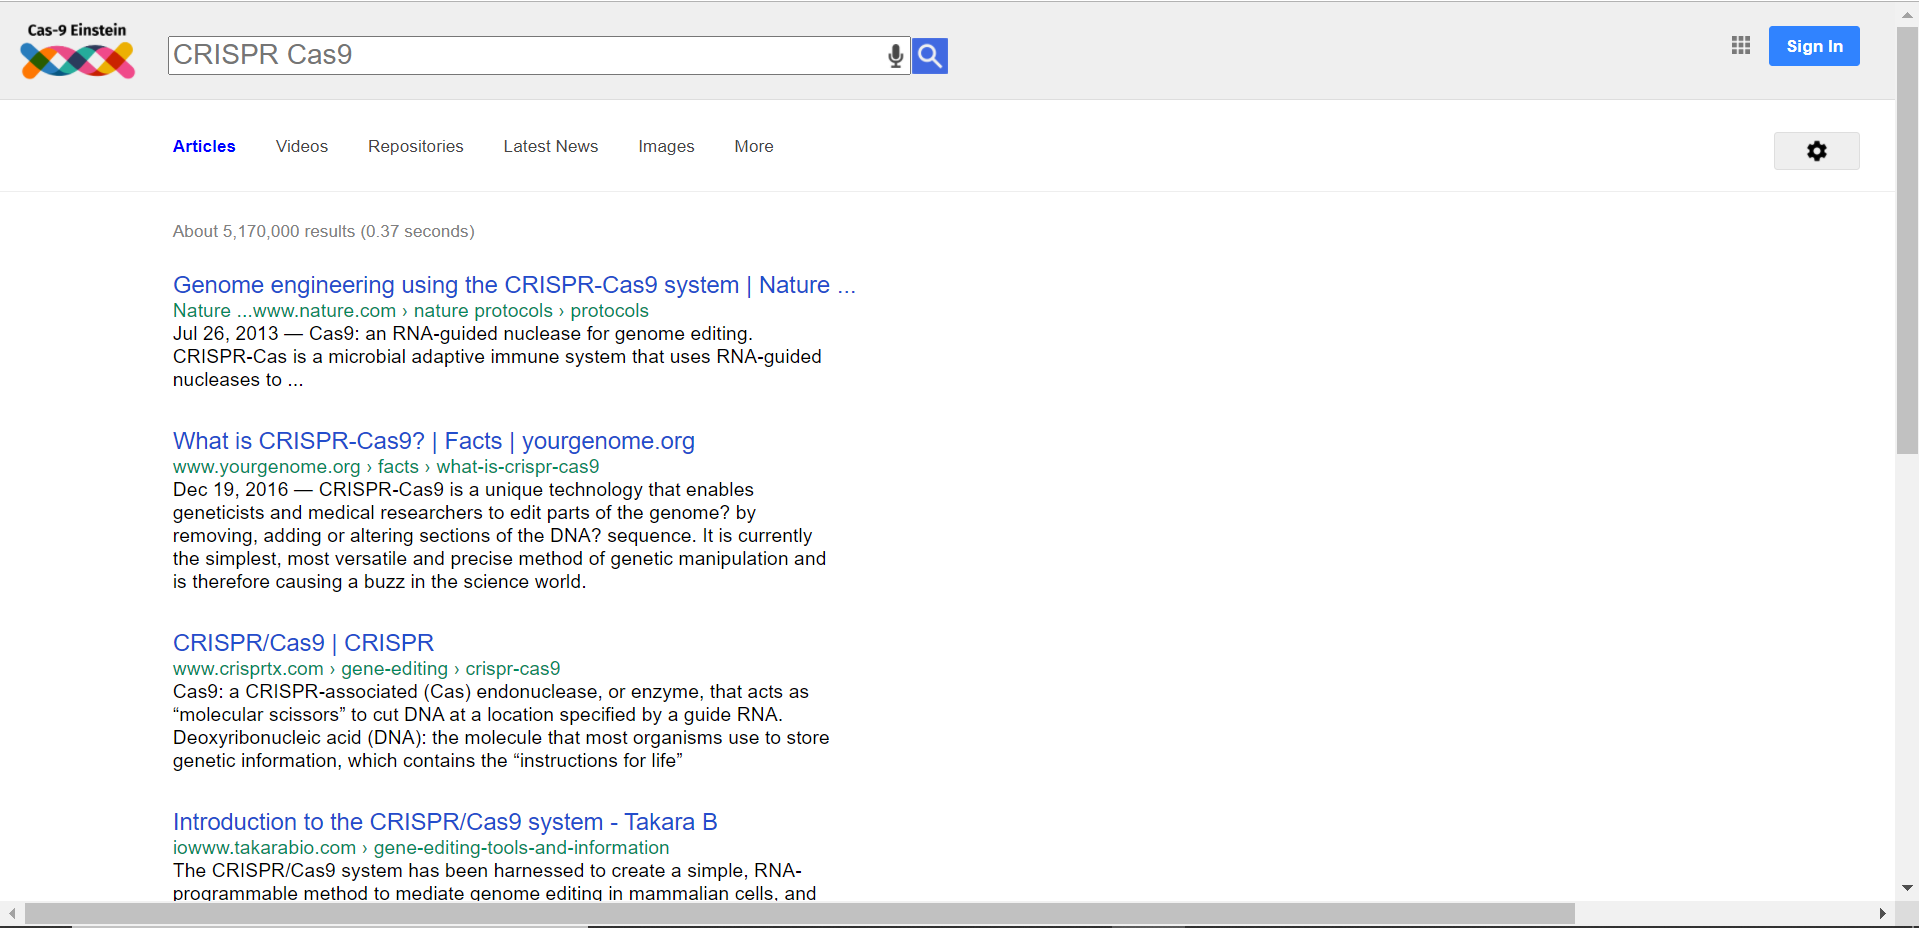 Cas-9 Einstein
CRISPR Cas9
Sign In
Articles Videos Repositories Latest News Images More
About 5,170,000 results (0.37 seconds)
Genome engineering using the CRISPR-Cas9 system | Nature ...
Nature ...www.nature.com › nature protocols › protocols
Jul 26, 2013 — Cas9: an RNA-guided nuclease for genome editing.
CRISPR-Cas is a microbial adaptive immune system that uses RNA-guided
nucleases to ...
What is CRISPR-Cas9? | Facts | yourgenome.org
www.yourgenome.org › facts › what-is-crispr-cas9
Dec 19, 2016 — CRISPR-Cas9 is a unique technology that enables
geneticists and medical researchers to edit parts of the genome? by
removing, adding or altering sections of the DNA? sequence. It is currently
the simplest, most versatile and precise method of genetic manipulation and
is therefore causing a buzz in the science world.
CRISPR/Cas9 | CRISPR
www.crisprtx.com › gene-editing › crispr-cas9
Cas9: a CRISPR-associated (Cas) endonuclease, or enzyme, that acts as
“molecular scissors” to cut DNA at a location specified by a guide RNA.
Deoxyribonucleic acid (DNA): the molecule that most organisms use to store
genetic information, which contains the “instructions for life”
Introduction to the CRISPR/Cas9 system - Takara B
iowww.takarabio.com › gene-editing-tools-and-information
The CRISPR/Cas9 system has been harnessed to create a simple, RNA-
programmable method to mediate genome editing in mammalian cells, and